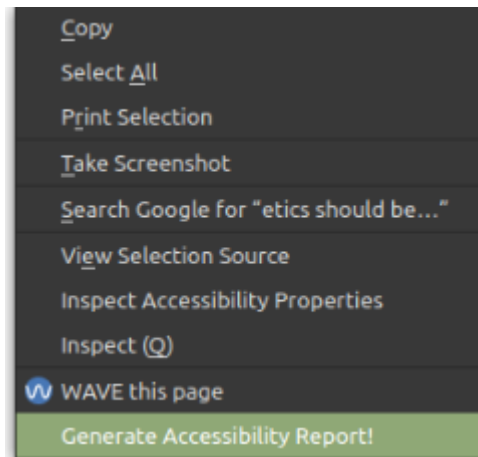 Copy
Select All
Print Selection
Take Screenshot
Search Google for “etics should be…”
View Selection Source
Inspect Accessibility Properties
Inspect (Q)
WAVE this page
Generate Accessibility Report!